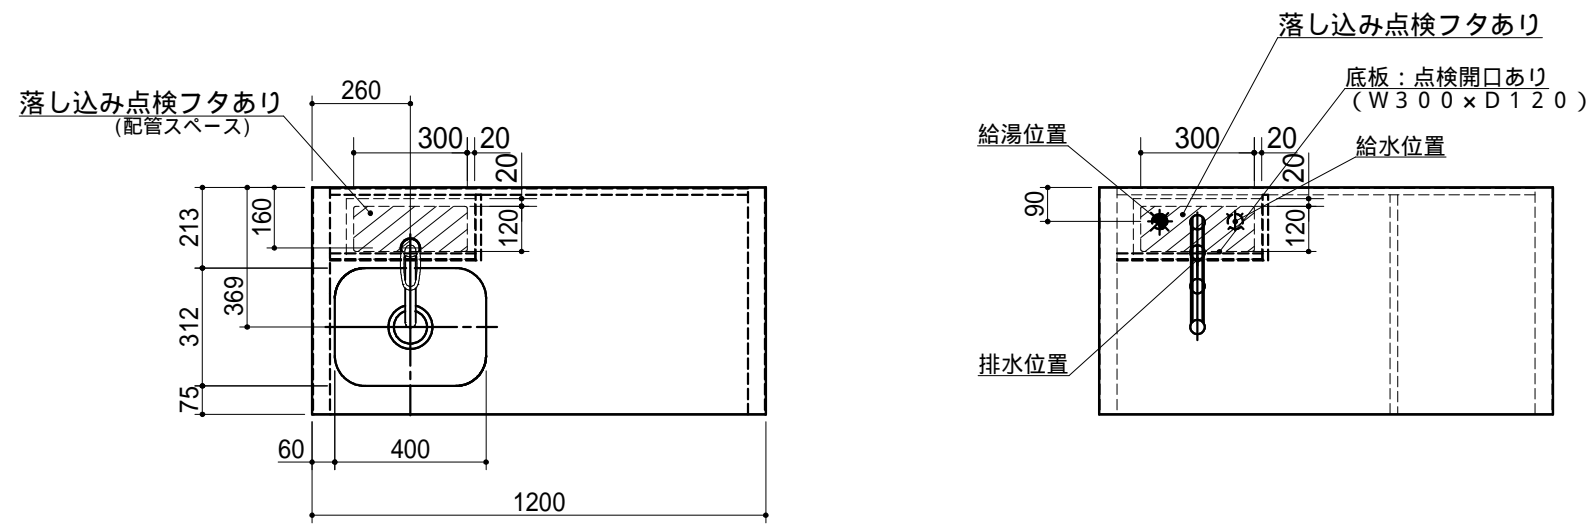 落し込み点検フタあり
(配管スペース)
260
300
20
20
120
213
160
369
312
75
60
400
1200
落し込み点検フタあり
底板：点検開口あり
（Ｗ３００×Ｄ１２０）
給湯位置
給水位置
300
20
20
90
120
排水位置